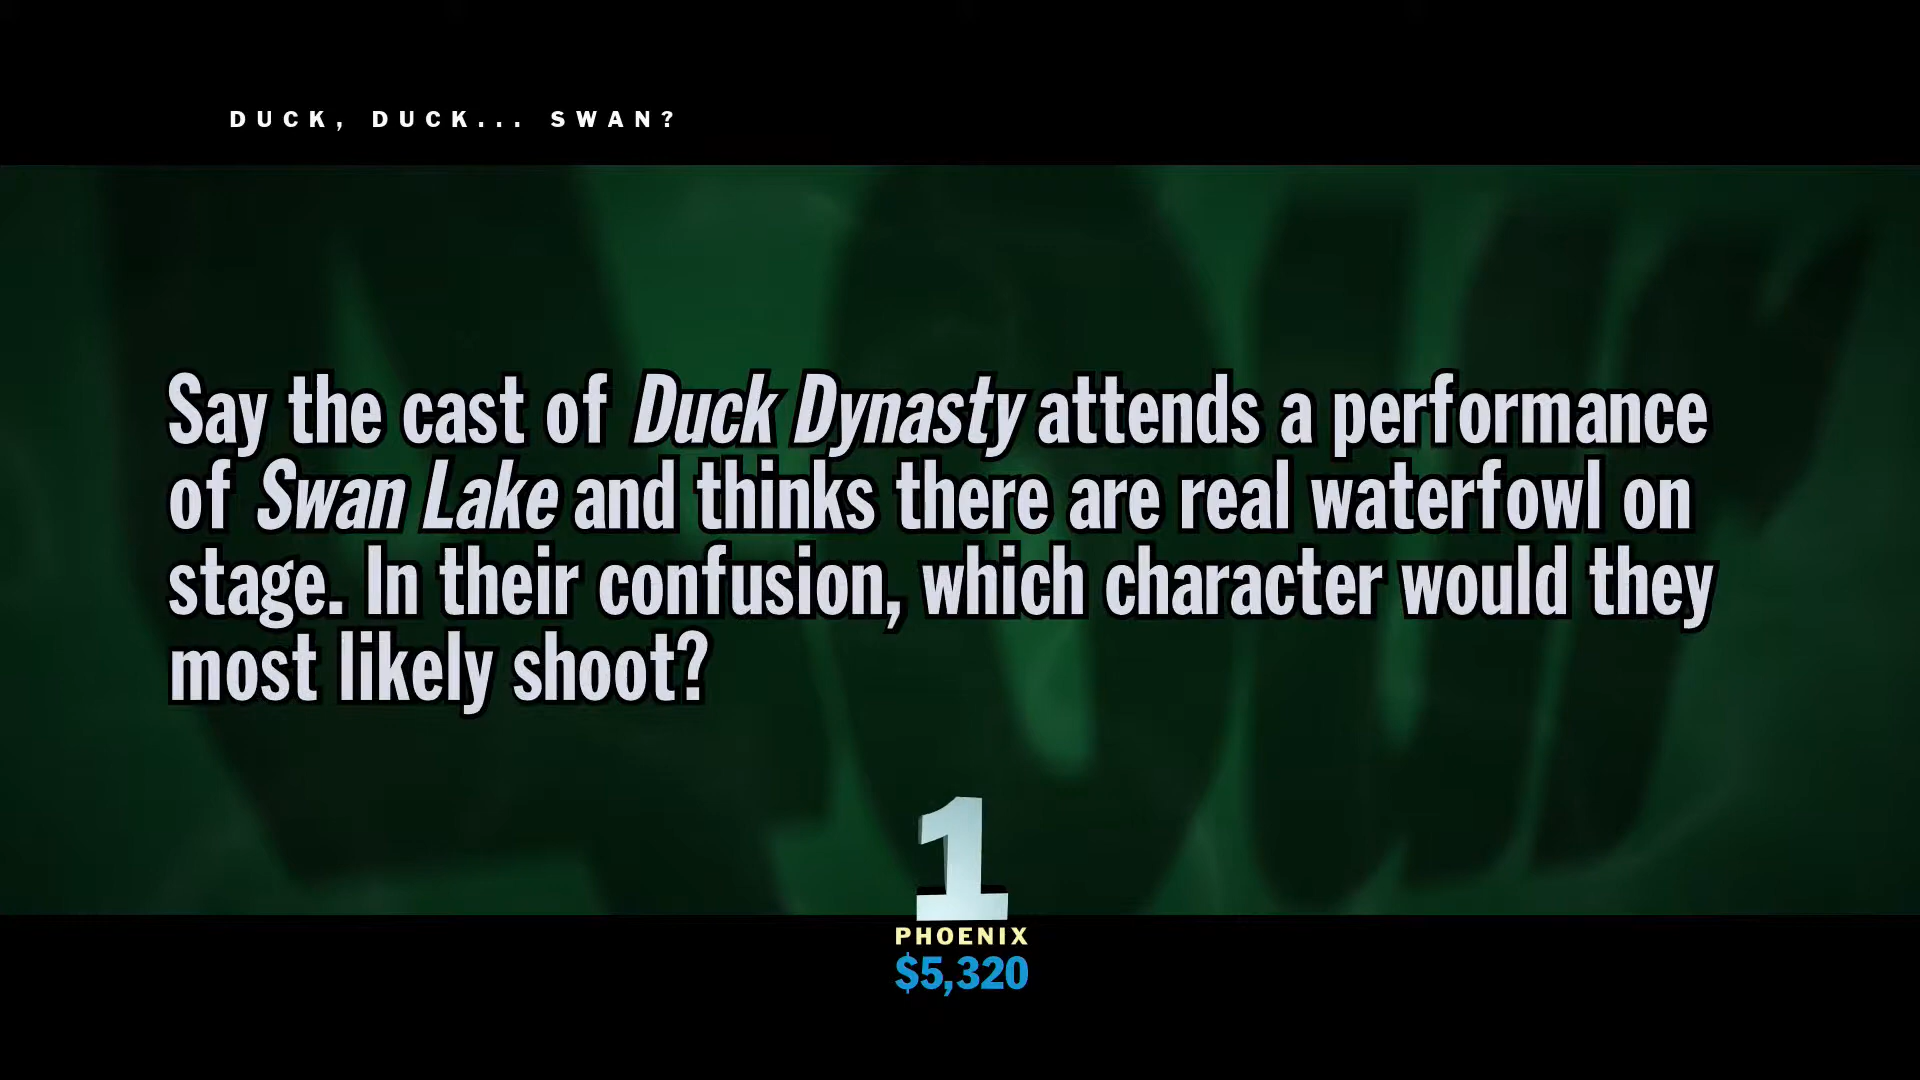 DUCK, DUCK... SWAN?
Say the cast of Duck Dynasty attends a performance
of Swan Lake and thinks there are real waterfowl on
stage. In their confusion, which character would they
most likely shoot?
1
PHOENIX
$5,320